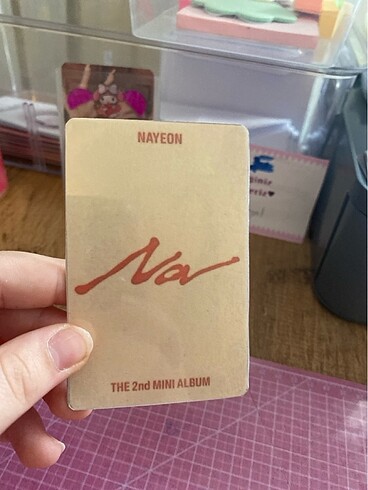 NAYEON
Na
THE 2nd MINI ALBUM